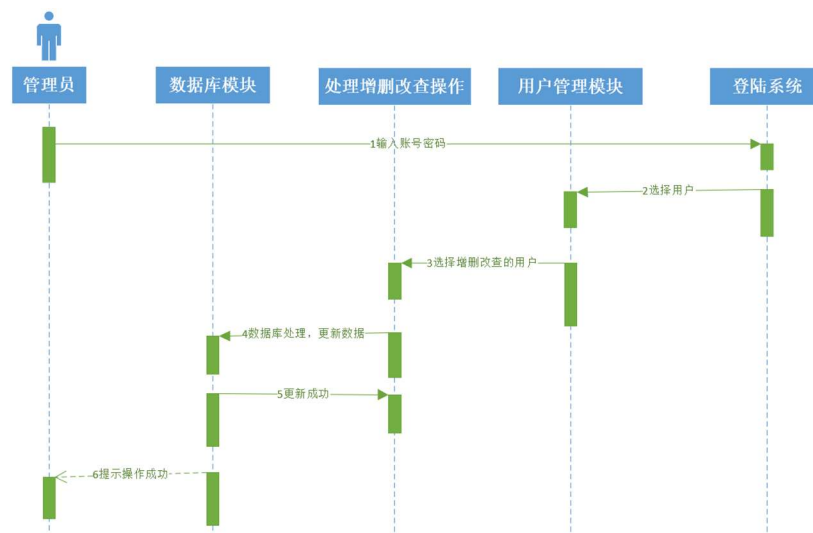 管理员
数据库模块
处理增删改查操作
用户管理模块
登陆系统
1输入账号密码
2选择用户
3选择增删改查的用户
4数据库处理，更新数据
5更新成功
6提示操作成功